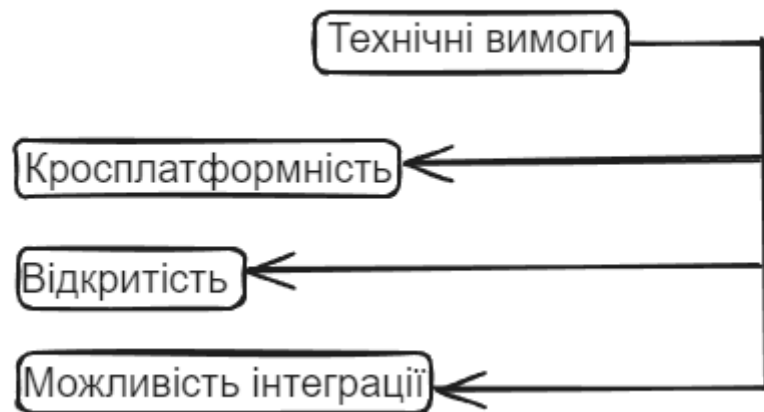 Технічні вимоги
Кросплатформність
Відкритість
Можливість інтеграції